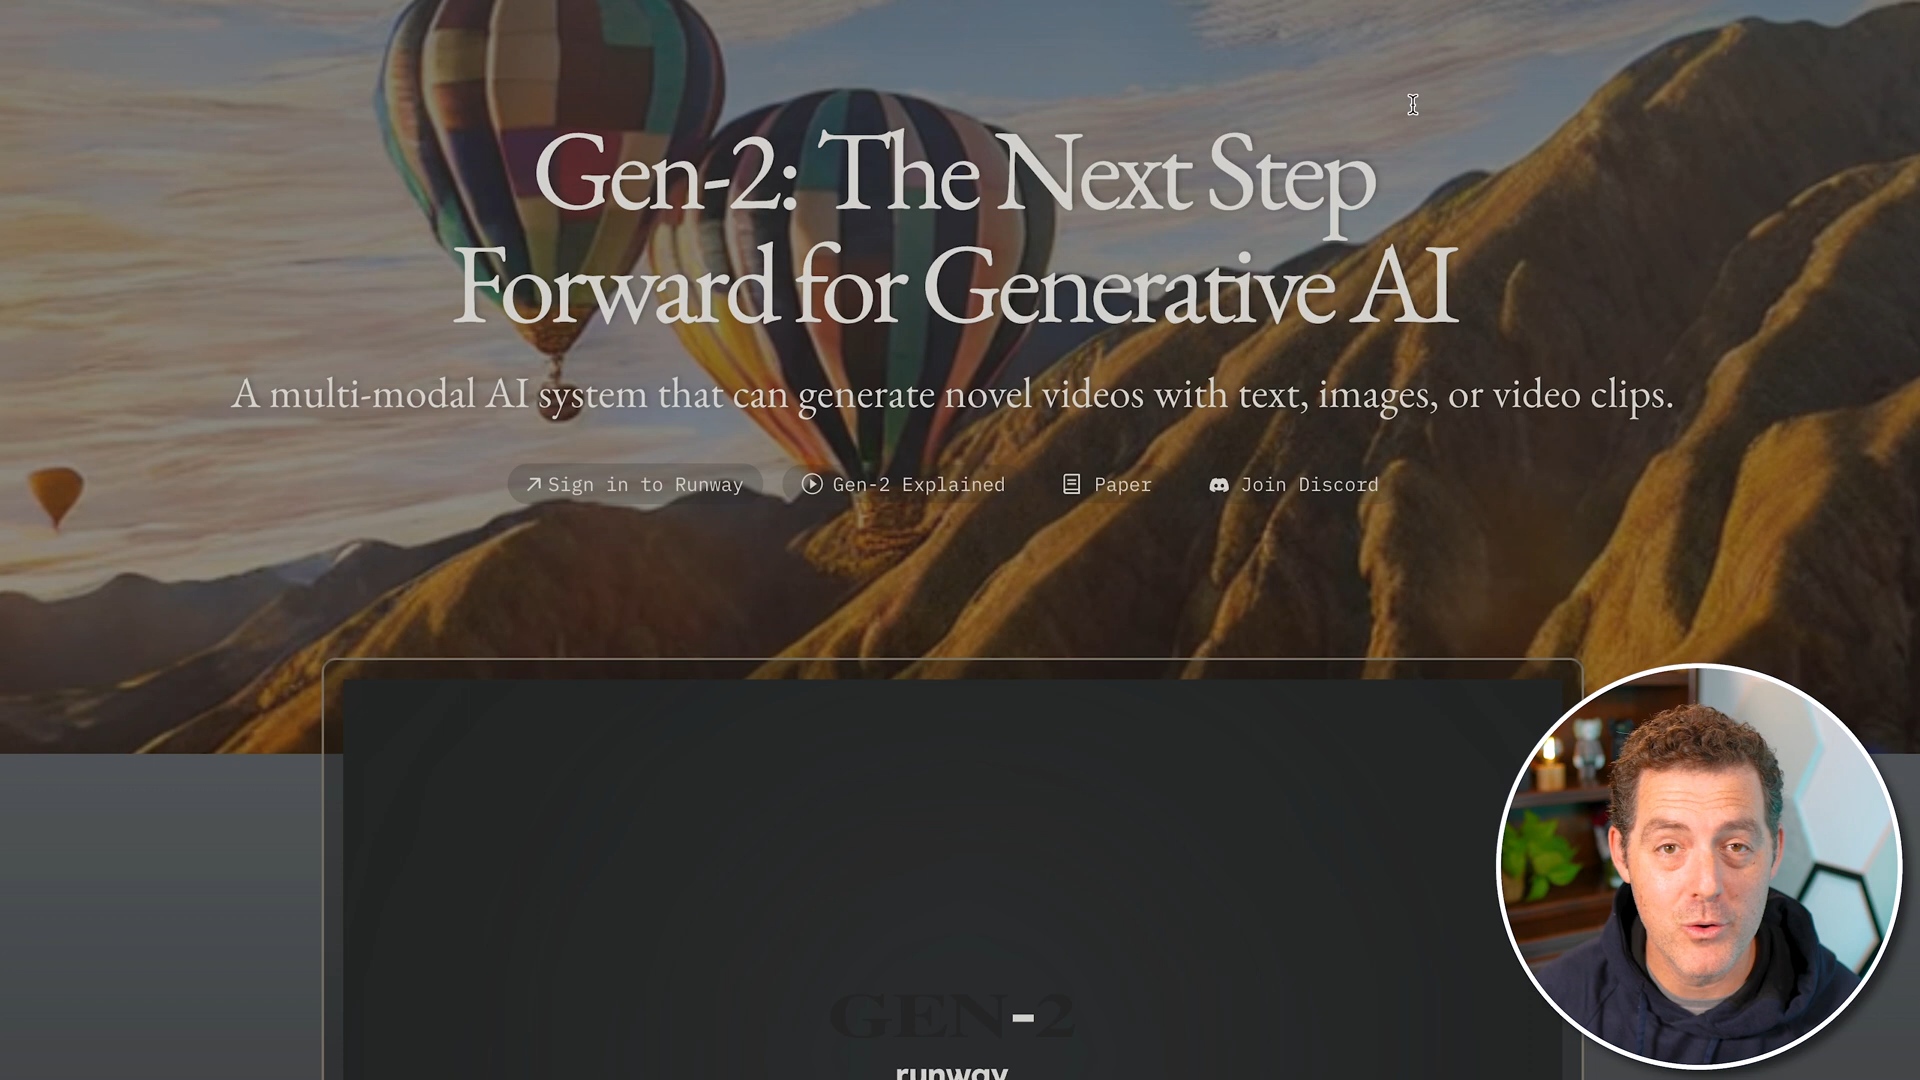 Gen-2: The Next Step
Forward for Generative AI
A multi-modal AI system that can generate novel videos with text, images, or video clips.
Sign in to Runway
Gen-2 Explained
Paper
Join Discord
GEN-2
runway